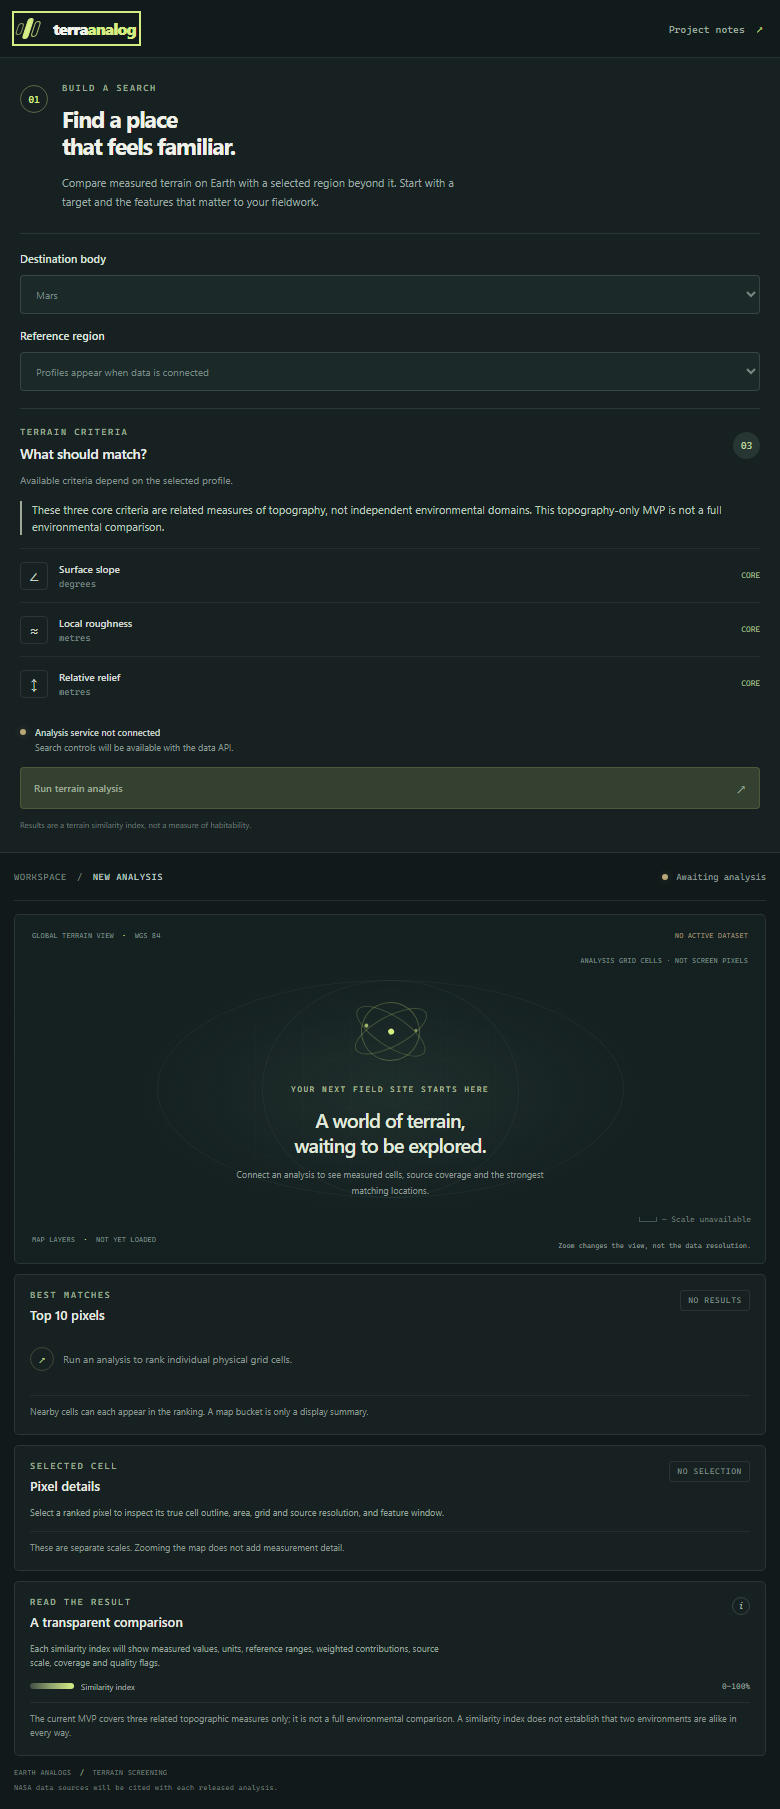 terraanalog
Project notes ↗
01
BUILD A SEARCH
Find a place
that feels familiar.
Compare measured terrain on Earth with a selected region beyond it. Start with a
target and the features that matter to your fieldwork.
Destination body
Mars
Reference region
Profiles appear when data is connected
TERRAIN CRITERIA
03
What should match?
Available criteria depend on the selected profile.
These three core criteria are related measures of topography, not independent environmental domains. This topography-only MVP is not a full
environmental comparison.
∠ Surface slope
degrees
CORE
≈ Local roughness
metres
CORE
↕ Relative relief
metres
CORE
Analysis service not connected
Search controls will be available with the data API.
Run terrain analysis ↗
Results are a terrain similarity index, not a measure of habitability.
WORKSPACE / NEW ANALYSIS
Awaiting analysis
GLOBAL TERRAIN VIEW · WGS 84
NO ACTIVE DATASET
ANALYSIS GRID CELLS · NOT SCREEN PIXELS
YOUR NEXT FIELD SITE STARTS HERE
A world of terrain,
waiting to be explored.
Connect an analysis to see measured cells, source coverage and the strongest
matching locations.
— Scale unavailable
MAP LAYERS · NOT YET LOADED
Zoom changes the view, not the data resolution.
BEST MATCHES
NO RESULTS
Top 10 pixels
↗ Run an analysis to rank individual physical grid cells.
Nearby cells can each appear in the ranking. A map bucket is only a display summary.
SELECTED CELL
NO SELECTION
Pixel details
Select a ranked pixel to inspect its true cell outline, area, grid and source resolution, and feature window.
These are separate scales. Zooming the map does not add measurement detail.
READ THE RESULT
i
A transparent comparison
Each similarity index will show measured values, units, reference ranges, weighted contributions, source
scale, coverage and quality flags.
Similarity index
0–100%
The current MVP covers three related topographic measures only; it is not a full environmental comparison. A similarity index does not establish that two environments are alike in
every way.
EARTH ANALOGS / TERRAIN SCREENING
NASA data sources will be cited with each released analysis.